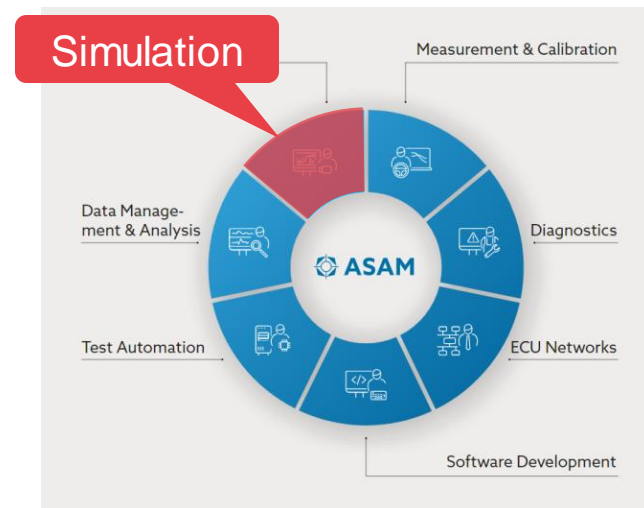 Simulation
Measurement & Calibration
Data Manage-
ment & Analysis
Diagnostics
ASAM
Test Automation
ECU Networks
</>
Software Development